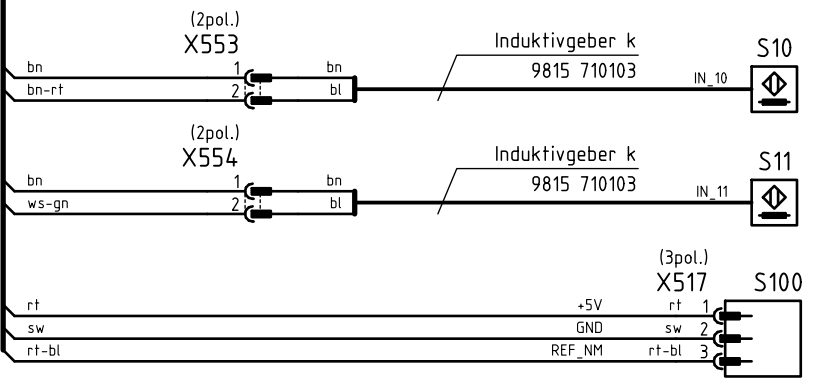 (2pol.)
X553
Induktivgeber k
S10
bn 1 bn
9815 710103
IN_10
bn-rt 2 bl
(2pol.)
X554
Induktivgeber k
S11
bn 1 bn
9815 710103
IN_11
ws-gn 2 bl
(3pol.)
X517 S100
rt +5V rt 1
sw GND sw 2
rt-bl REF_NM rt-bl 3